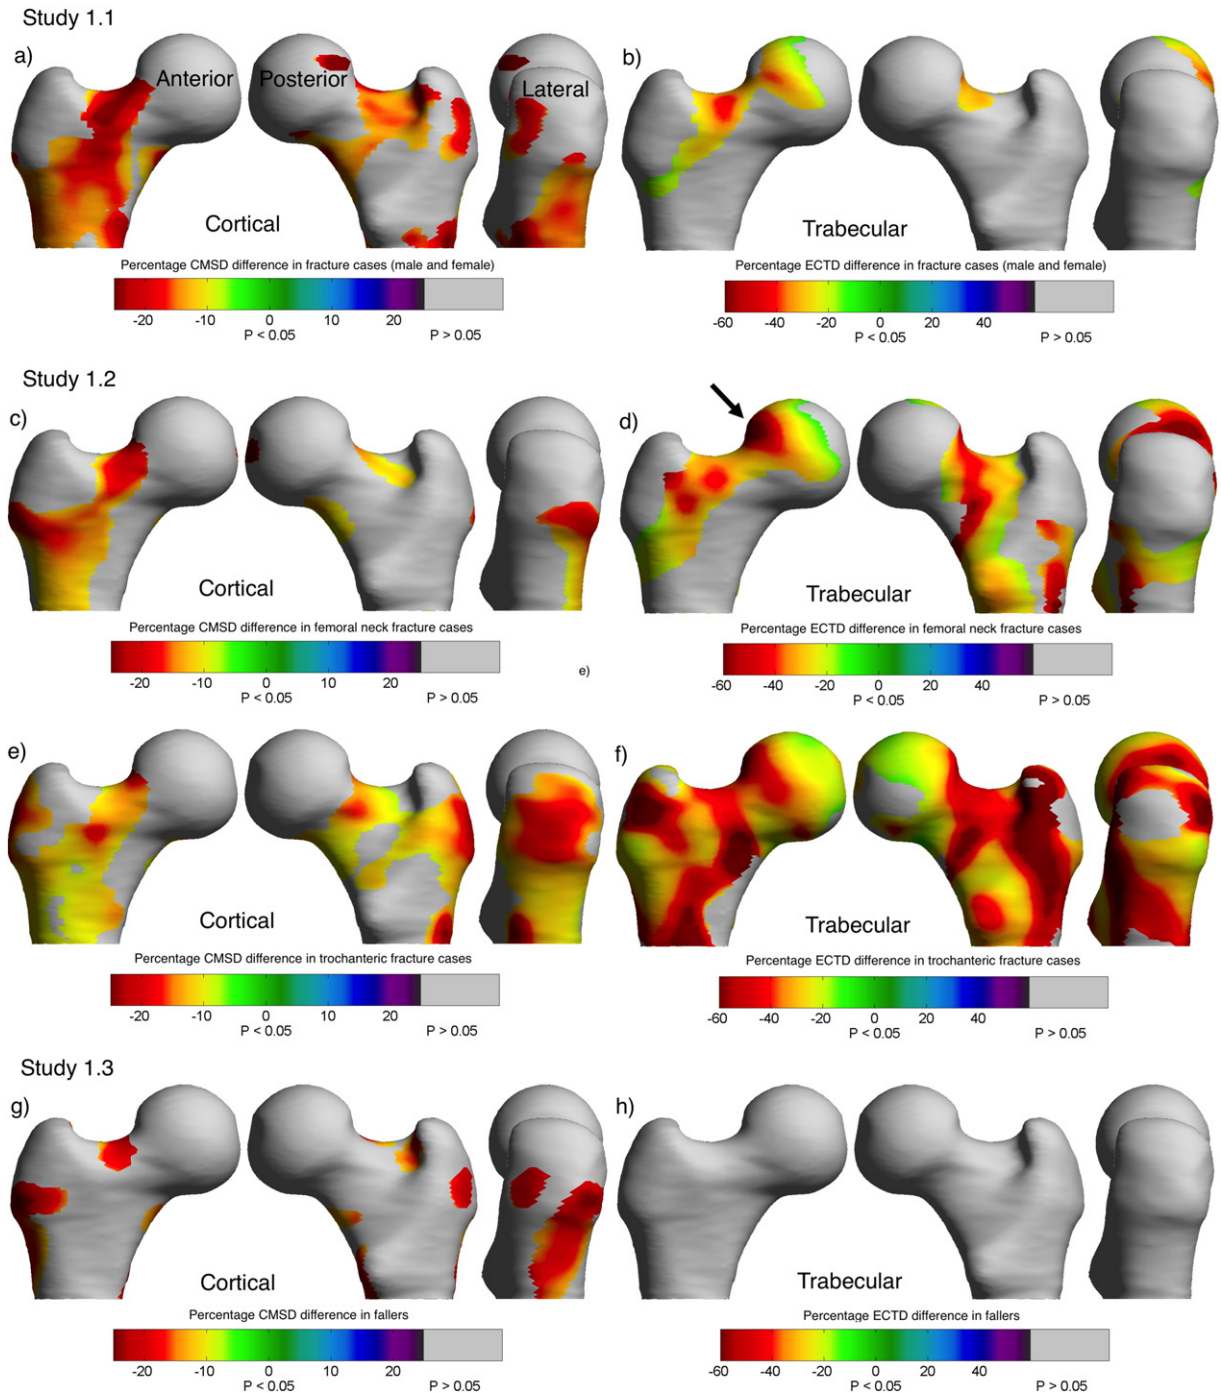 Study 1.1
a)
Anterior
Posterior
Lateral
b)
Cortical
Trabecular
Percentage CMSD difference in fracture cases (male and female)
Percentage ECTD difference in fracture cases (male and female)
-20 -10 0 10 20
P < 0.05 P > 0.05
-60 -40 -20 0 20 40
P < 0.05 P > 0.05
Study 1.2
c)
d)
Cortical
Trabecular
Percentage CMSD difference in femoral neck fracture cases
Percentage ECTD difference in femoral neck fracture cases
e)
-20 -10 0 10 20
P < 0.05 P > 0.05
-60 -40 -20 0 20 40
P < 0.05 P > 0.05
e)
f)
Cortical
Trabecular
Percentage CMSD difference in trochanteric fracture cases
Percentage ECTD difference in trochanteric fracture cases
-20 -10 0 10 20
P < 0.05 P > 0.05
-60 -40 -20 0 20 40
P < 0.05 P > 0.05
Study 1.3
g)
h)
Cortical
Trabecular
Percentage CMSD difference in fallers
Percentage ECTD difference in fallers
-20 -10 0 10 20
P < 0.05 P > 0.05
-60 -40 -20 0 20 40
P < 0.05 P > 0.05